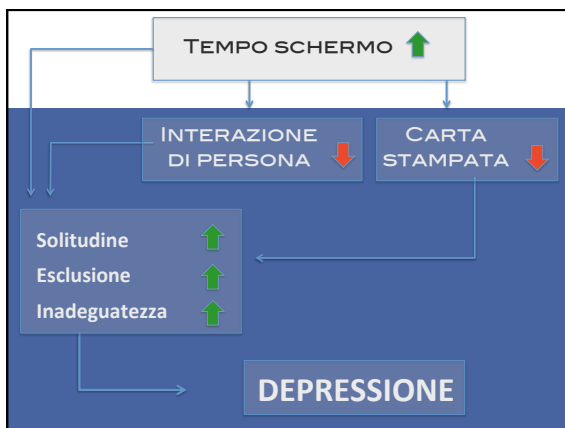 TEMPO SCHERMO
INTERAZIONE
DI PERSONA
CARTA
STAMPATA
Solitudine
Esclusione
Inadeguatezza
DEPRESSIONE